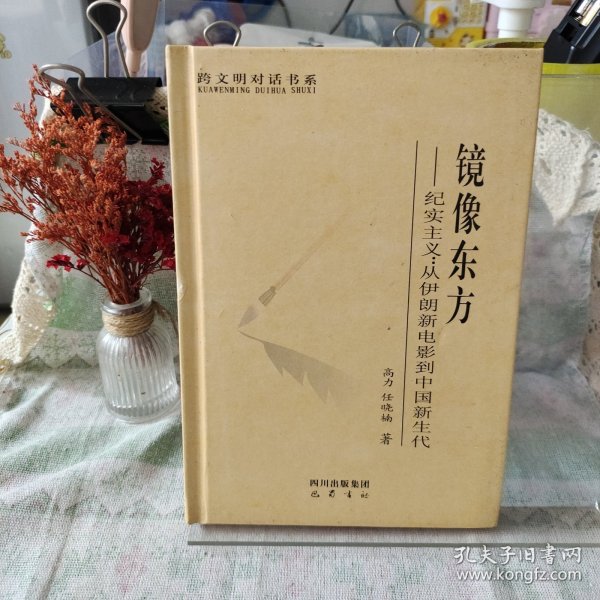 跨文明对话书系
KUAWENMING DUIHUA SHUXI
镜像东方
——纪实主义:从伊朗新电影到中国新生代
高力 任晓楠 著
四川出版集团
巴蜀书社
孔夫子旧书网
www.kongfz.com